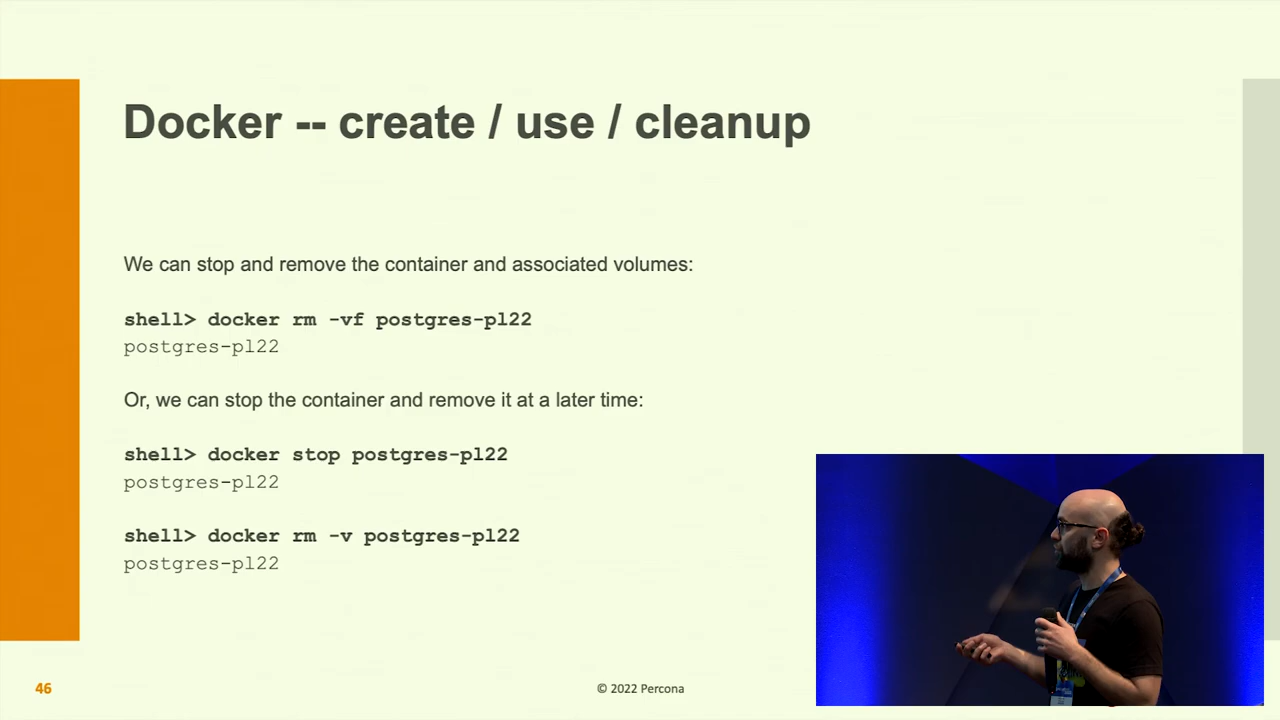 Docker -- create / use / cleanup
We can stop and remove the container and associated volumes:
shell> docker rm -vf postgres-pl22
postgres-pl22
Or, we can stop the container and remove it at a later time:
shell> docker stop postgres-pl22
postgres-pl22
shell> docker rm -v postgres-pl22
postgres-pl22
46
© 2022 Percona